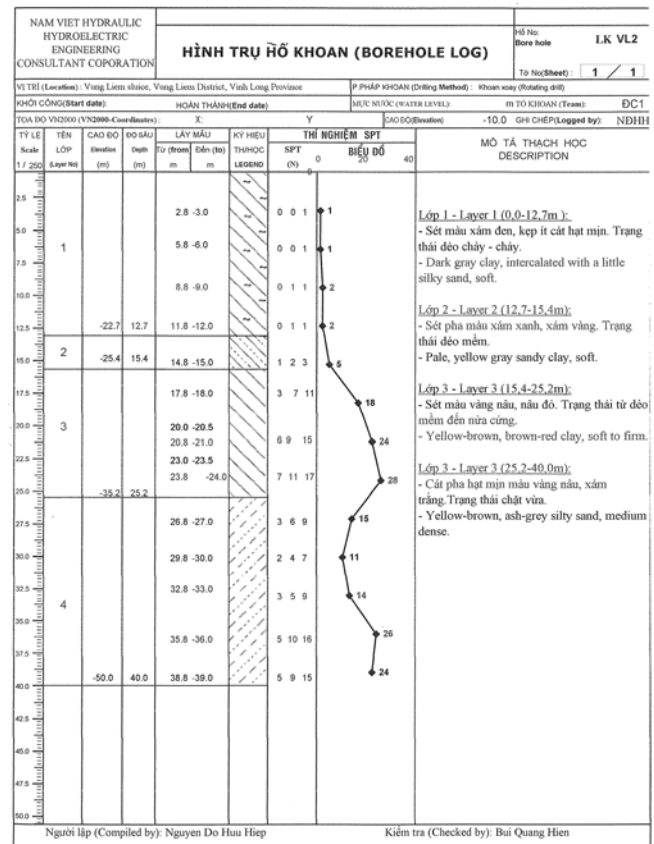 NAM VIET HYDRAULIC
HYDROELECTRIC
ENGINEERING
CONSULTANT COPORATION
HÌNH TRỤ HỐ KHOAN (BOREHOLE LOG)
Hố No:
Bore hole
LK VL2
Tờ No(Sheet) : 1 / 1
VỊ TRÍ (Location) : Vung Liem sluice, Vung Liem District, Vinh Long Province
P.PHÁP KHOAN (Drilling Method) : Khoan xoay (Rotating drill)
KHỞI CÔNG(Start date): HOÀN THÀNH(End date)
MỰC NƯỚC (WATER LEVEL): m TỔ KHOAN (Team): ĐC1
TỌA ĐỘ VN2000 (VN2000-Coordinates) : X: Y
CAO ĐỘ(Elevation) -10.0 GHI CHÉP(Logged by): NĐHH
TỶ LỆ TÊN CAO ĐỘ ĐỘ SÂU LẤY MẪU KÝ HIỆU THÍ NGHIỆM SPT
Scale LỚP Elevation Depth Từ (from) Đến (to) TH/HỌC SPT BIỂU ĐỒ
1 / 250 (Layer No) (m) (m) m m LEGEND (N) 0 20 40
MÔ TẢ THẠCH HỌC
DESCRIPTION
0
2.5
2.8 -3.0 0 0 1 1
5.0
1 5.8 -6.0 0 0 1 1
7.5
8.8 -9.0 0 1 1 2
10.0
12.5 -22.7 12.7 11.8 -12.0 0 1 1 2
2
15.0 -25.4 15.4 14.8 -15.0 1 2 3 5
17.5 17.8 -18.0 3 7 11 18
20.0 3 20.0 -20.5
20.8 -21.0 6 9 15 24
22.5 23.0 -23.5
23.8 -24.0 7 11 17 28
25.0 -35.2 25.2
27.5 26.8 -27.0 3 6 9 15
30.0 29.8 -30.0 2 4 7 11
32.5 32.8 -33.0 3 5 9 14
4
35.0
35.8 -36.0 5 10 16 26
37.5
-50.0 40.0 38.8 -39.0 5 9 15 24
40.0
42.5
45.0
47.5
50.0
Lớp 1 - Layer 1 (0,0-12,7m ):
- Sét màu xám đen, kẹp ít cát hạt mịn. Trạng
thái dẻo chảy - chảy.
- Dark gray clay, intercalated with a little
silky sand, soft.
Lớp 2 - Layer 2 (12,7-15,4m):
- Sét pha màu xám xanh, xám vàng. Trạng
thái dẻo mềm.
- Pale, yellow gray sandy clay, soft.
Lớp 3 - Layer 3 (15,4-25,2m):
- Sét màu vàng nâu, nâu đỏ. Trạng thái từ dẻo
mềm đến nửa cứng.
- Yellow-brown, brown-red clay, soft to firm.
Lớp 3 - Layer 3 (25,2-40,0m):
- Cát pha hạt mịn màu vàng nâu, xám
trắng.Trạng thái chặt vừa.
- Yellow-brown, ash-grey silty sand, medium
dense.
Người lập (Compiled by): Nguyen Do Huu Hiep
Kiểm tra (Checked by): Bui Quang Hien